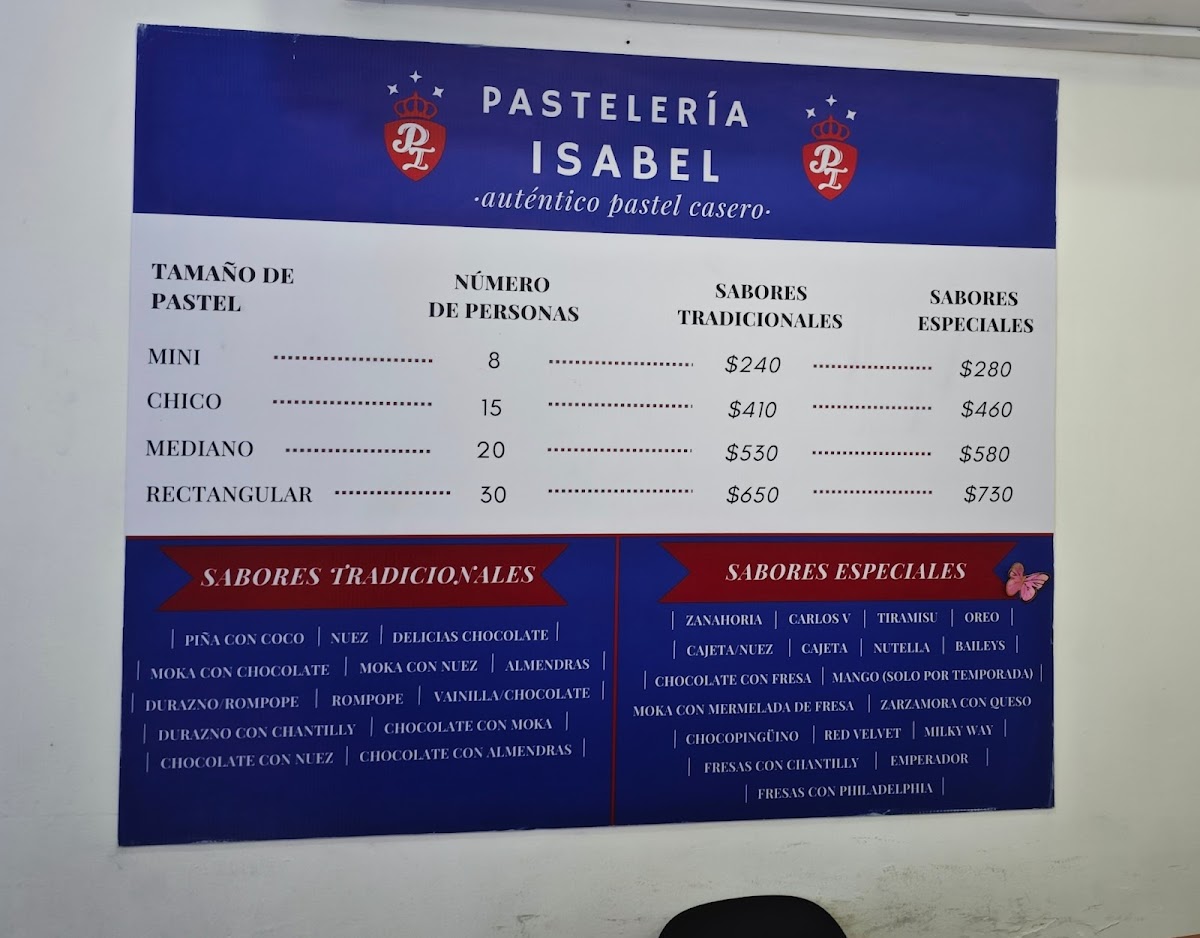 PASTELERÍA
ISABEL
·auténtico pastel casero·
PI
PI
TAMAÑO DE PASTEL NÚMERO DE PERSONAS SABORES TRADICIONALES SABORES ESPECIALES
MINI 8 $240 $280
CHICO 15 $410 $460
MEDIANO 20 $530 $580
RECTANGULAR 30 $650 $730
SABORES TRADICIONALES
| PIÑA CON COCO | NUEZ | DELICIAS CHOCOLATE |
| MOKA CON CHOCOLATE | MOKA CON NUEZ | ALMENDRAS |
| DURAZNO/ROMPOPE | ROMPOPE | VAINILLA/CHOCOLATE |
| DURAZNO CON CHANTILLY | CHOCOLATE CON MOKA |
| CHOCOLATE CON NUEZ | CHOCOLATE CON ALMENDRAS |
SABORES ESPECIALES
| ZANAHORIA | CARLOS V | TIRAMISU | OREO |
| CAJETA/NUEZ | CAJETA | NUTELLA | BAILEYS |
| CHOCOLATE CON FRESA | MANGO (SOLO POR TEMPORADA) |
MOKA CON MERMELADA DE FRESA | ZARZAMORA CON QUESO
| CHOCOPINGÜINO | RED VELVET | MILKY WAY |
| FRESAS CON CHANTILLY | EMPERADOR |
| FRESAS CON PHILADELPHIA |